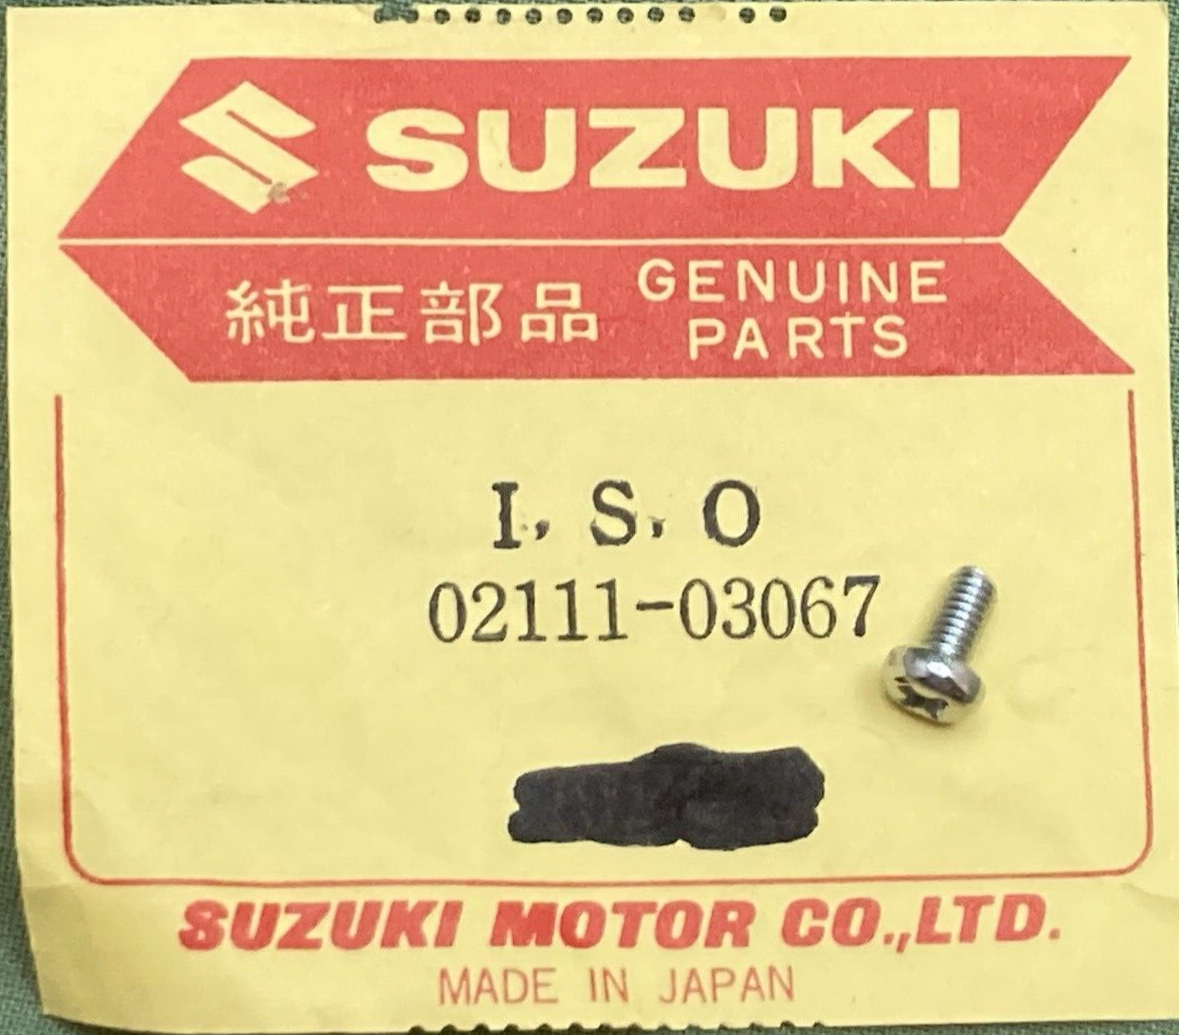 SUZUKI
純正部品 GENUINE PARTS
I. S. O
02111-03067
SUZUKI MOTOR CO.,LTD.
MADE IN JAPAN